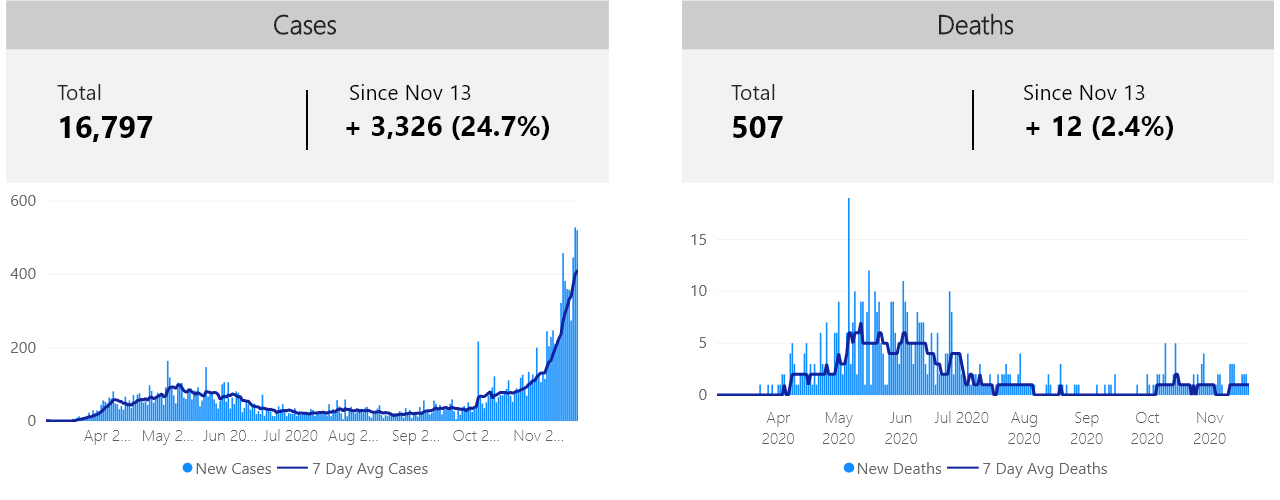 Cases
Total
16,797
Since Nov 13
+ 3,326 (24.7%)
600
400
200
0
Apr 2... May 2... Jun 20... Jul 2020 Aug 2... Sep 2... Oct 2... Nov 2...
New Cases 7 Day Avg Cases
Deaths
Total
507
Since Nov 13
+ 12 (2.4%)
15
10
5
0
Apr 2020
May 2020
Jun 2020
Jul 2020
Aug 2020
Sep 2020
Oct 2020
Nov 2020
New Deaths 7 Day Avg Deaths